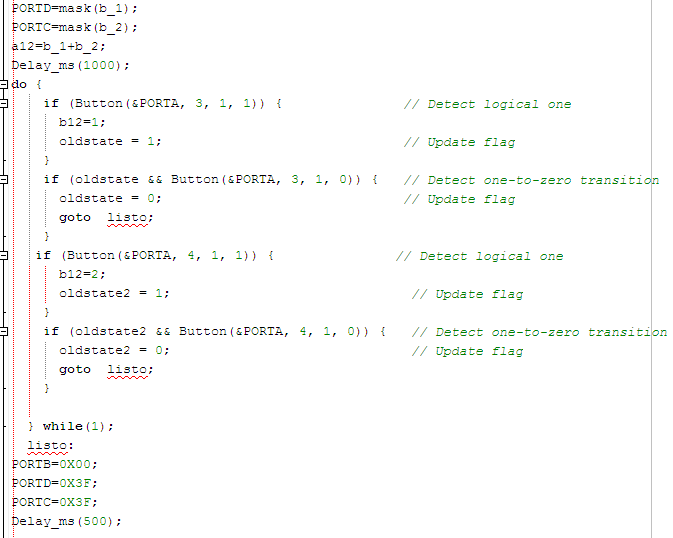 PORTD=mask(b_1);
PORTC=mask(b_2);
a12=b_1+b_2;
Delay_ms(1000);
do {
if (Button(&PORTA, 3, 1, 1)) { // Detect logical one
b12=1;
oldstate = 1; // Update flag
}
if (oldstate && Button(&PORTA, 3, 1, 0)) { // Detect one-to-zero transition
oldstate = 0; // Update flag
goto listo;
}
if (Button(&PORTA, 4, 1, 1)) { // Detect logical one
b12=2;
oldstate2 = 1; // Update flag
}
if (oldstate2 && Button(&PORTA, 4, 1, 0)) { // Detect one-to-zero transition
oldstate2 = 0; // Update flag
goto listo;
}
} while(1);
listo:
PORTB=0X00;
PORTD=0X3F;
PORTC=0X3F;
Delay_ms(500);